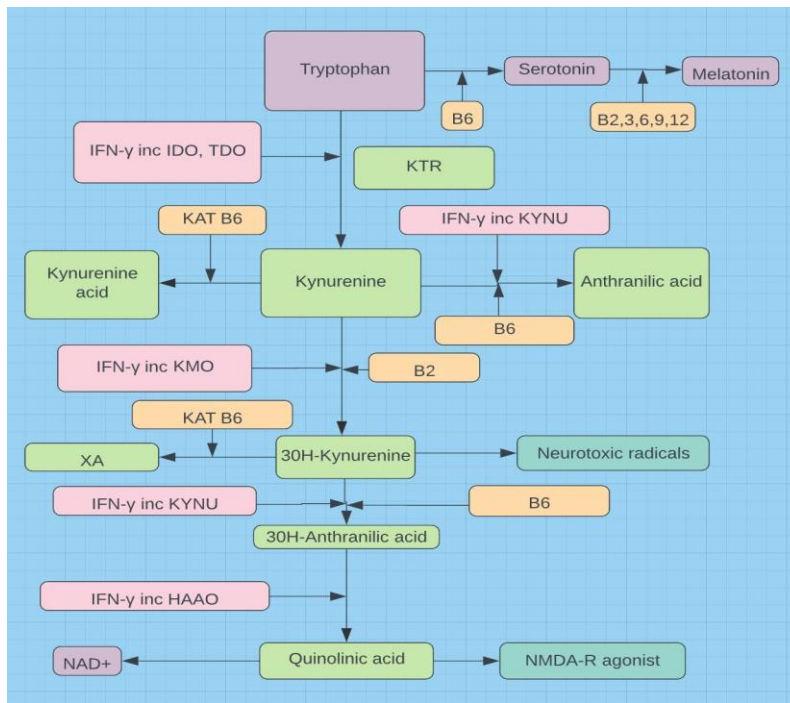 Tryptophan
Serotonin
Melatonin
B6
B2,3,6,9,12
IFN-γ inc IDO, TDO
KTR
KAT B6
IFN-γ inc KYNU
Kynurenine
acid
Kynurenine
Anthranilic acid
B6
IFN-γ inc KMO
B2
KAT B6
XA
30H-Kynurenine
Neurotoxic radicals
IFN-γ inc KYNU
B6
30H-Anthranilic acid
IFN-γ inc HAAO
NAD+
Quinolinic acid
NMDA-R agonist